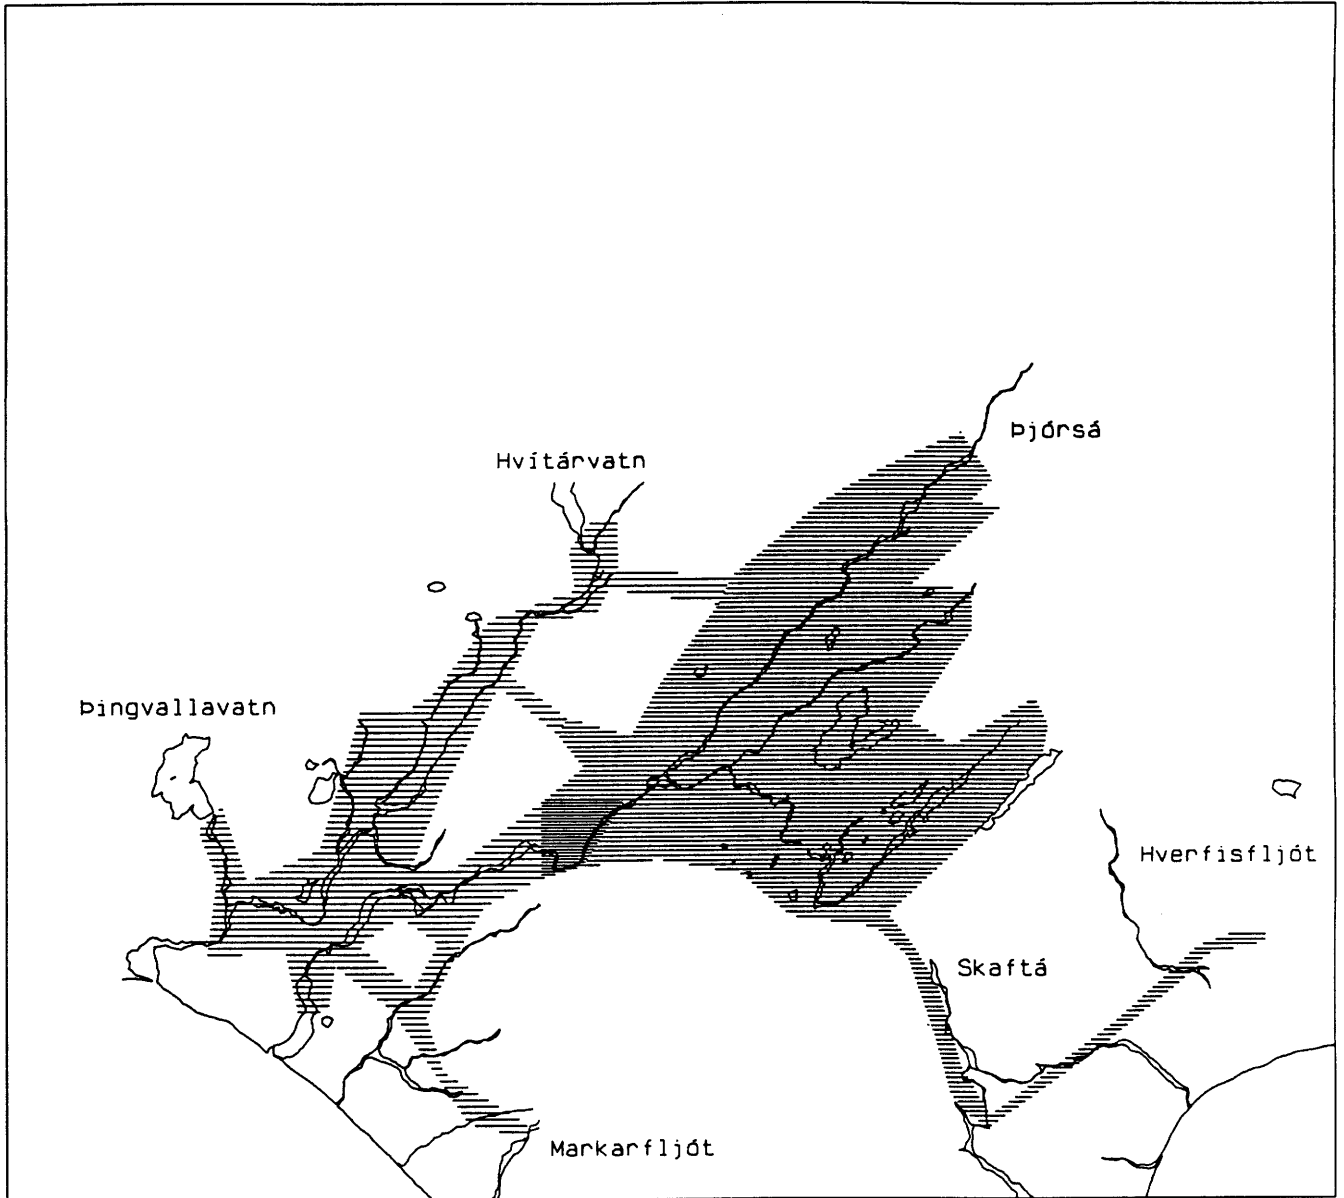 Þjórsá
Hvítárvatn
Þingvallavatn
Hverfisfljót
Skaftá
Markarfljót